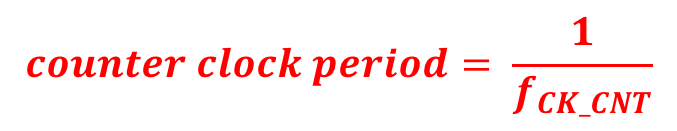 counter clock period = 1 / f_CK_CNT